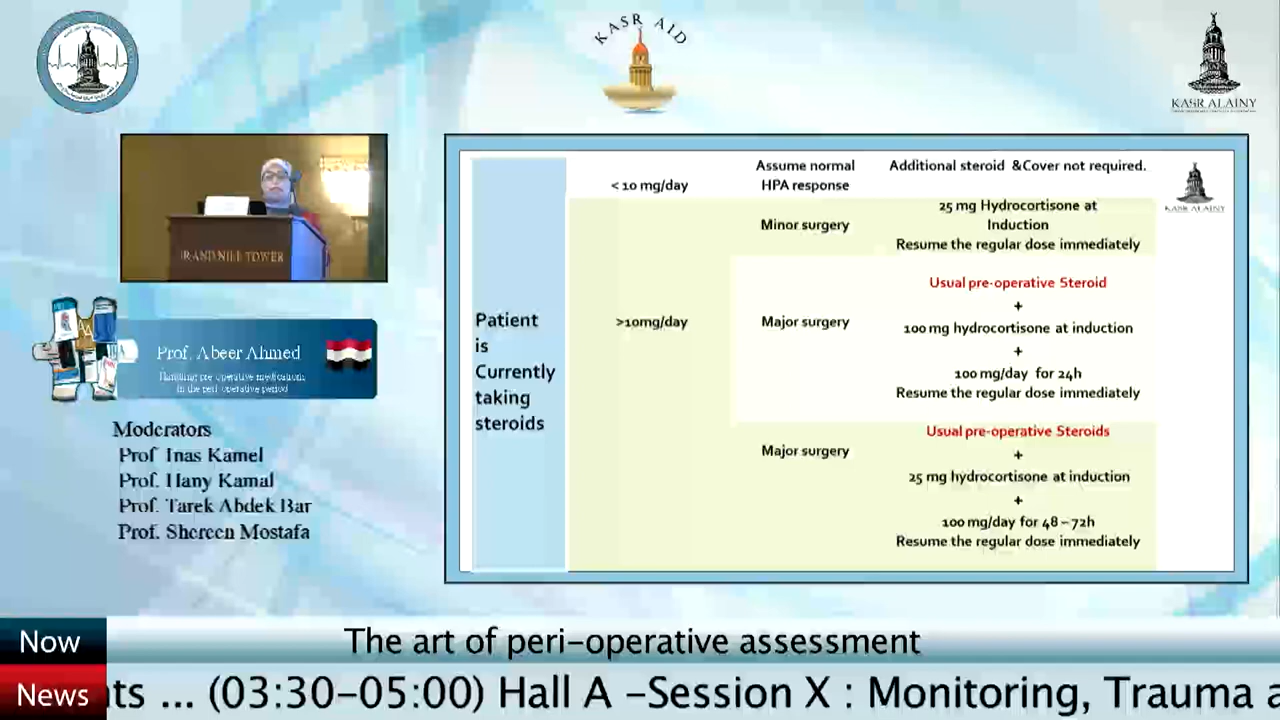 KASR AID
KASR ALAINY
RAND NILE TOWER
Prof. Abeer Ahmed
Handling pre-operative medications
in the peri-operative period
Moderators
Prof. Inas Kamel
Prof. Hany Kamal
Prof. Tarek Abdek Bar
Prof. Shereen Mostafa
Patient
is
Currently
taking
steroids
< 10 mg/day
Assume normal
HPA response
Additional steroid &Cover not required.
KASR ALAINY
>10mg/day
Minor surgery
25 mg Hydrocortisone at
Induction
Resume the regular dose immediately
Major surgery
Usual pre-operative Steroid
+
100 mg hydrocortisone at induction
+
100 mg/day for 24h
Resume the regular dose immediately
Major surgery
Usual pre-operative Steroids
+
25 mg hydrocortisone at induction
+
100 mg/day for 48 – 72h
Resume the regular dose immediately
Now
The art of peri-operative assessment
News
nts ... (03:30-05:00) Hall A -Session X : Monitoring, Trauma a